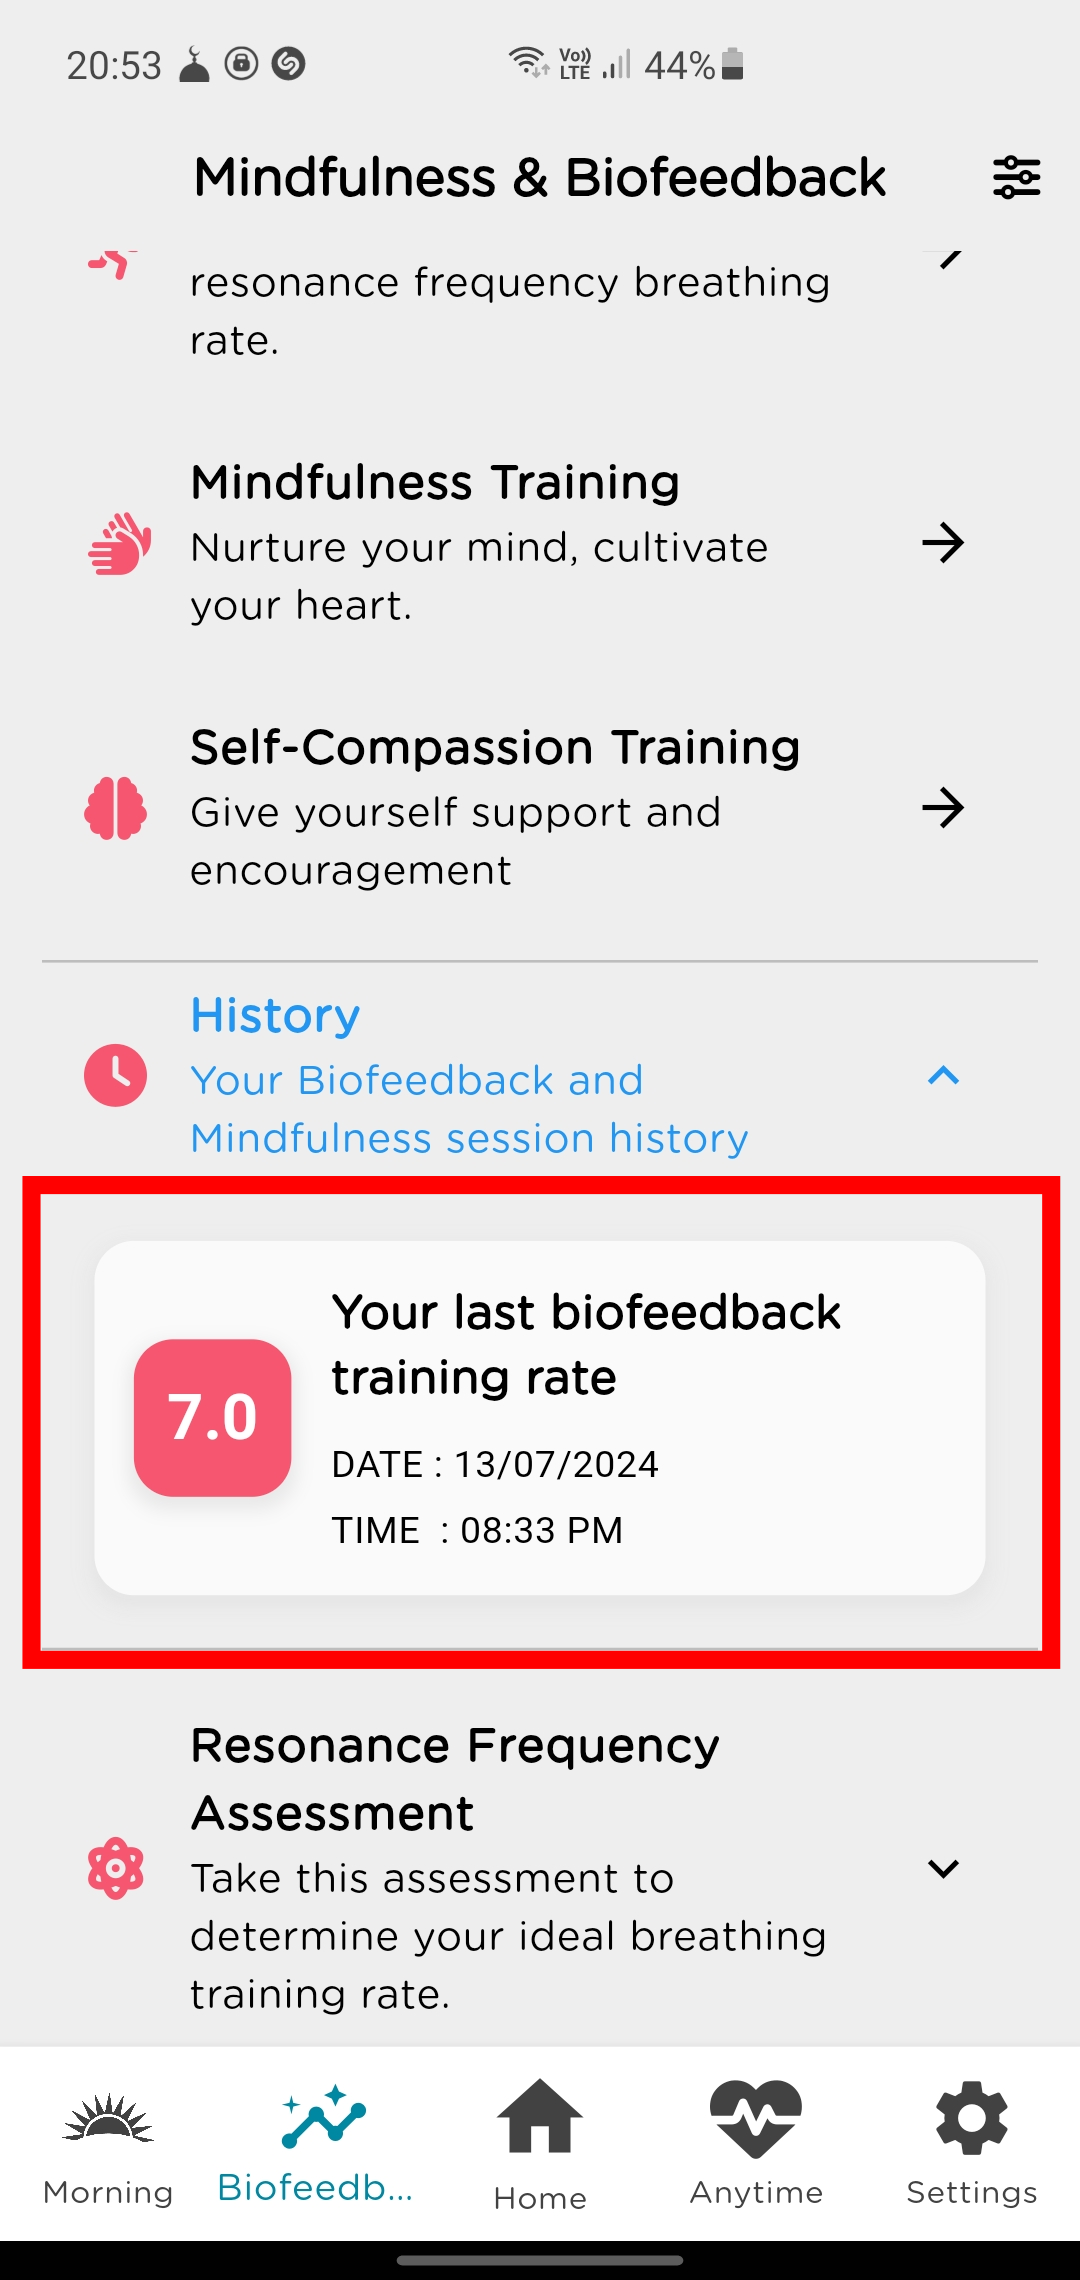 20:53 Vo)) LTE 44%
Mindfulness & Biofeedback
resonance frequency breathing
rate.
Mindfulness Training
Nurture your mind, cultivate
your heart.
Self-Compassion Training
Give yourself support and
encouragement
History
Your Biofeedback and
Mindfulness session history
Your last biofeedback
training rate
7.0
DATE : 13/07/2024
TIME : 08:33 PM
Resonance Frequency
Assessment
Take this assessment to
determine your ideal breathing
training rate.
Morning Biofeedb... Home Anytime Settings